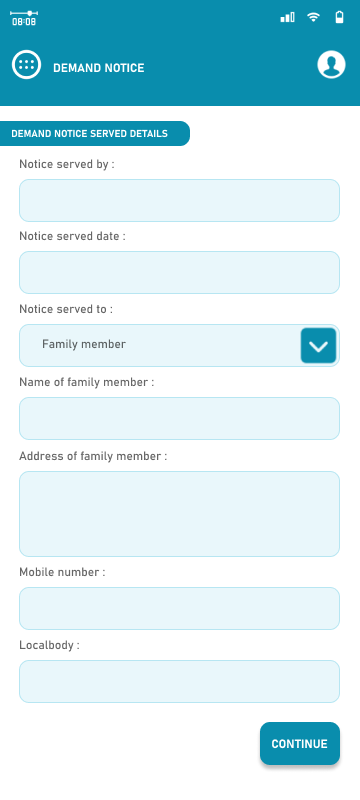 08:08
DEMAND NOTICE
DEMAND NOTICE SERVED DETAILS
Notice served by :
Notice served date :
Notice served to :
Family member
Name of family member :
Address of family member :
Mobile number :
Localbody :
CONTINUE